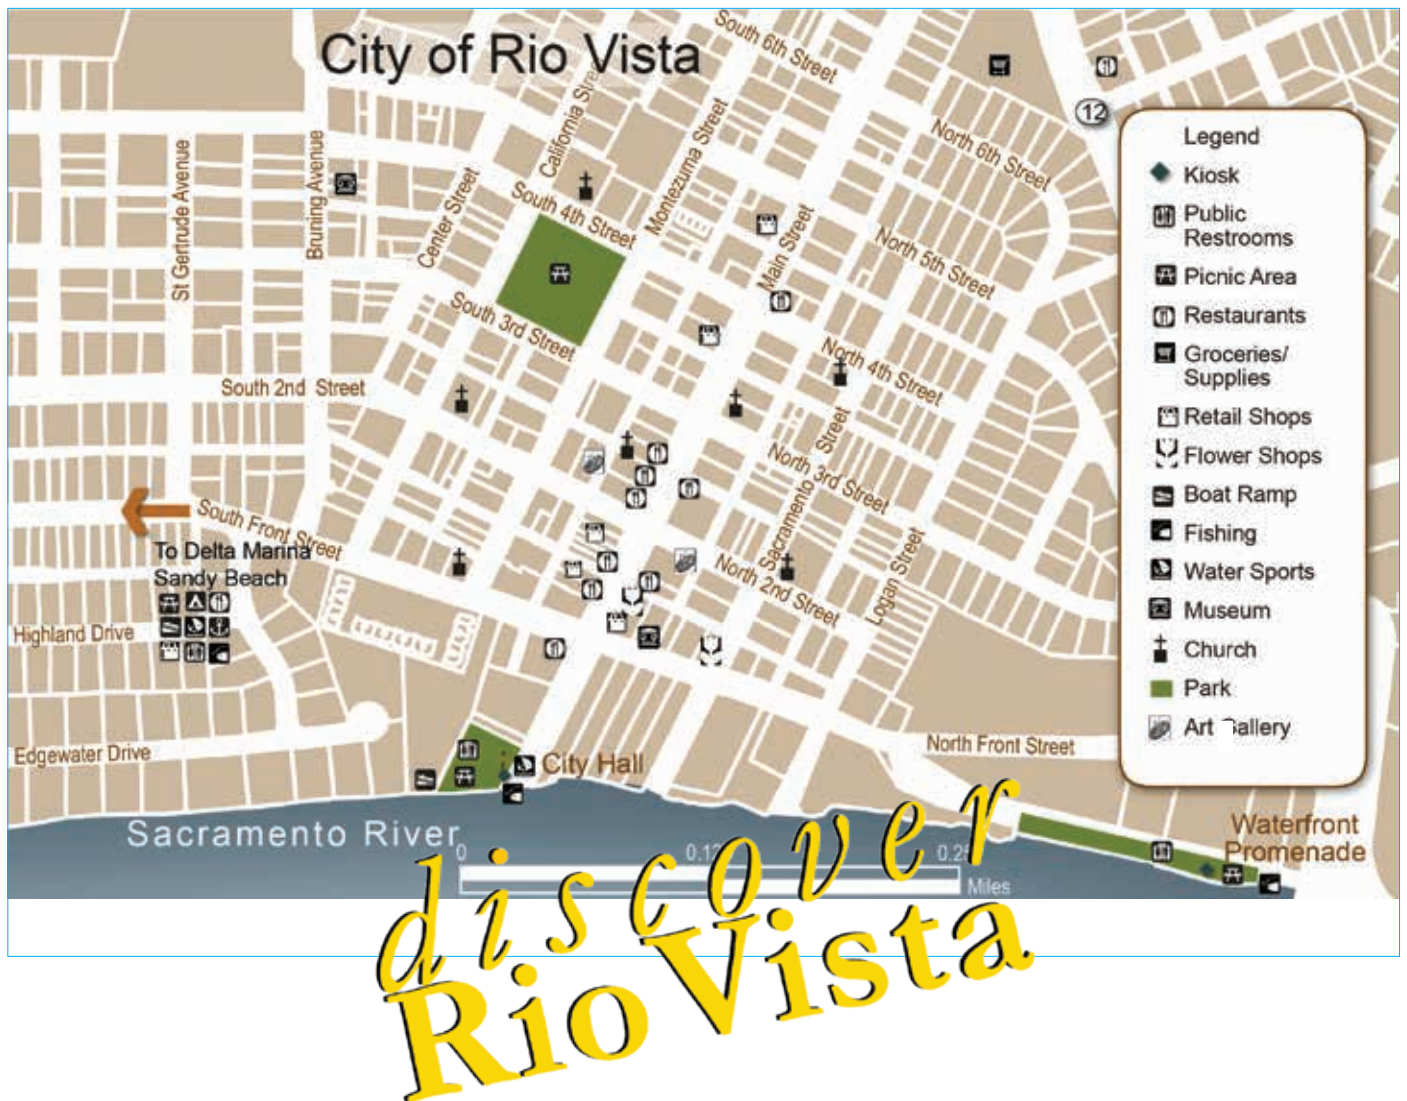 City of Rio Vista
South 6th Street
California Street
12
Legend
Kiosk
Public
Restrooms
Picnic Area
Restaurants
Groceries/
Supplies
Retail Shops
Flower Shops
Boat Ramp
Fishing
Water Sports
Museum
Church
Park
Art Gallery
North 6th Street
St Gertrude Avenue
Bruning Avenue
Center Street
South 4th Street
Montezuma Street
Main Street
North 5th Street
South 3rd Street
North 4th Street
South 2nd Street
Sacramento Street
North 3rd Street
South Front Street
To Delta Marina
Sandy Beach
North 2nd Street
Logan Street
Highland Drive
Edgewater Drive
City Hall
North Front Street
Sacramento River
Waterfront
Promenade
0
Miles
discover
Rio Vista